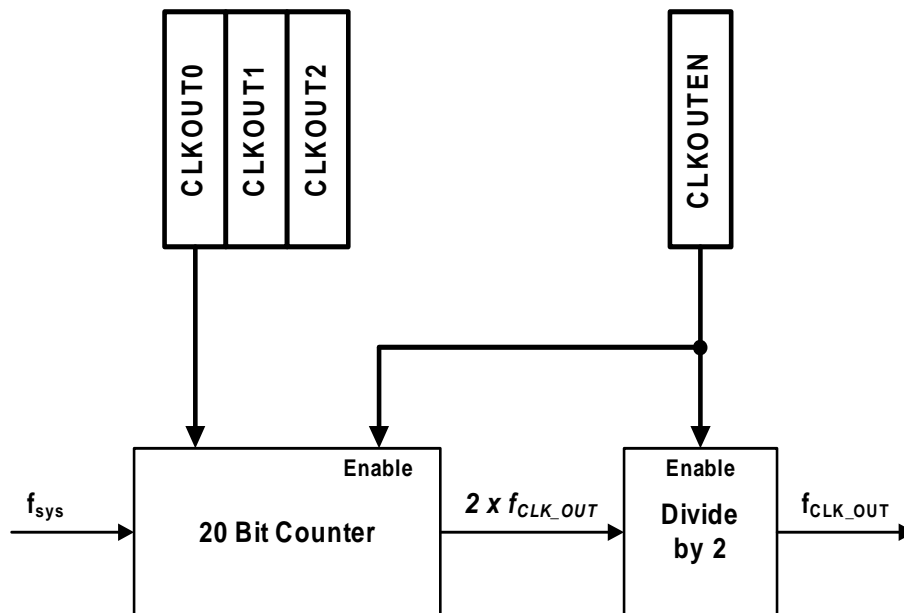 CLKOUT0
CLKOUT1
CLKOUT2
CLKOUTEN
Enable
Enable
fsys
20 Bit Counter
2 x fCLK_OUT
Divide
by 2
fCLK_OUT